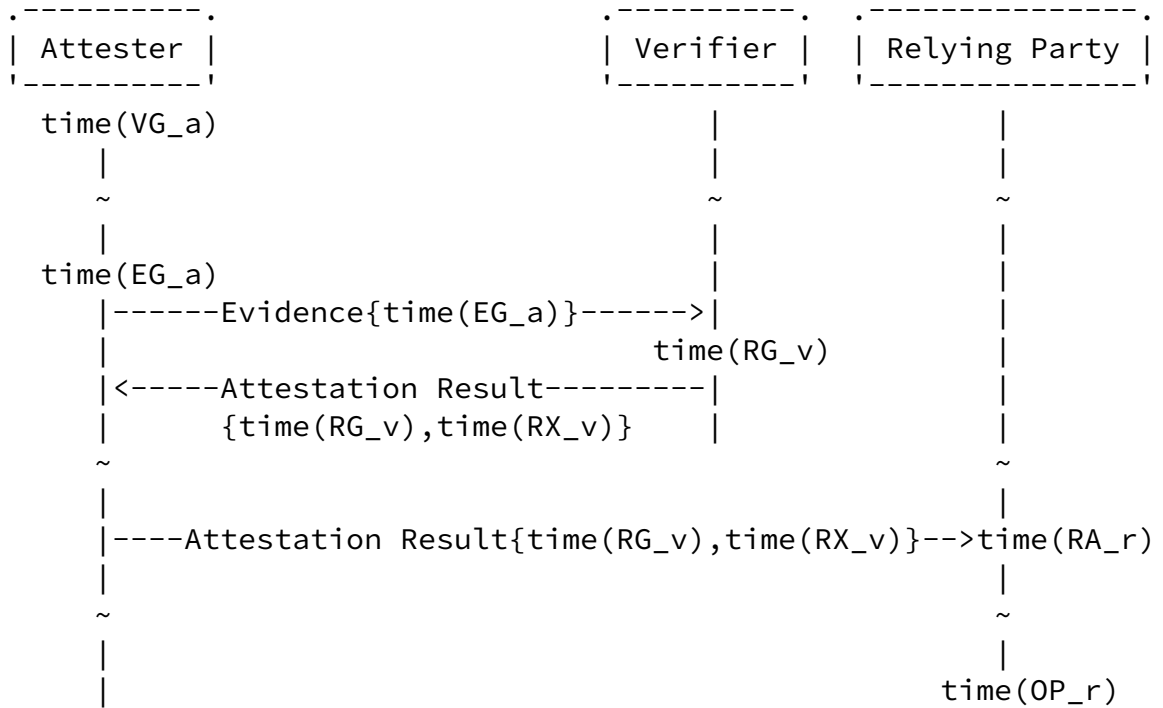 .----------. .----------. .---------------.
| Attester | | Verifier | | Relying Party |
'----------' '----------' '---------------'
time(VG_a) | |
| | |
~ ~ ~
| | |
time(EG_a) | |
|------Evidence{time(EG_a)}------>| |
| time(RG_v) |
|<-----Attestation Result---------| |
| {time(RG_v),time(RX_v)} | |
~ ~
| |
|----Attestation Result{time(RG_v),time(RX_v)}-->time(RA_r)
| |
~ ~
| |
| time(OP_r)